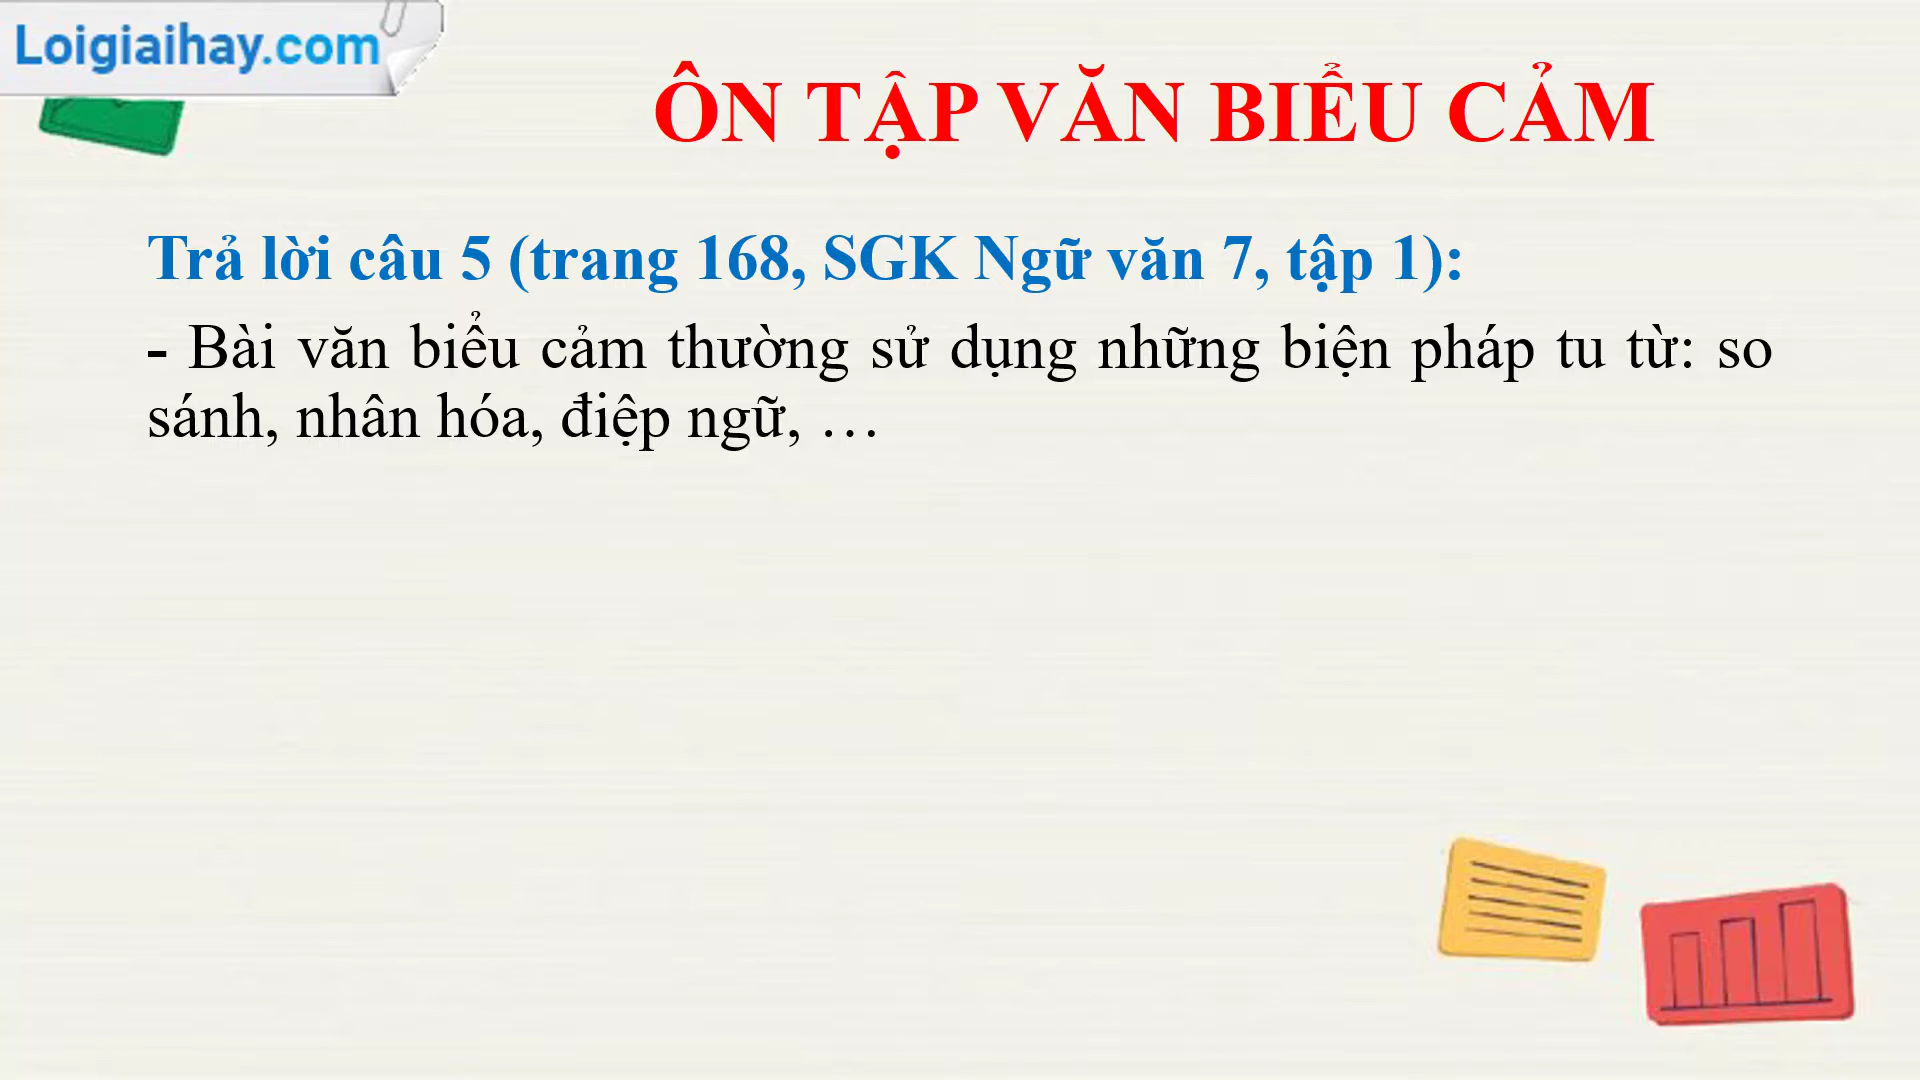 Loigiaihay.com
ÔN TẬP VĂN BIỂU CẢM
Trả lời câu 5 (trang 168, SGK Ngữ văn 7, tập 1):
- Bài văn biểu cảm thường sử dụng những biện pháp tu từ: so
sánh, nhân hóa, điệp ngữ, …